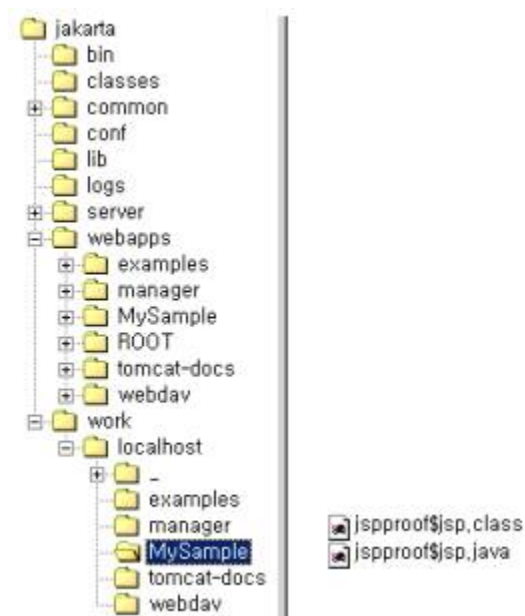 jakarta
bin
classes
common
conf
lib
logs
server
webapps
examples
manager
MySample
ROOT
tomcat-docs
webdav
work
localhost
_
examples
manager
MySample
tomcat-docs
webdav
jspproof$jsp.class
jspproof$jsp.java